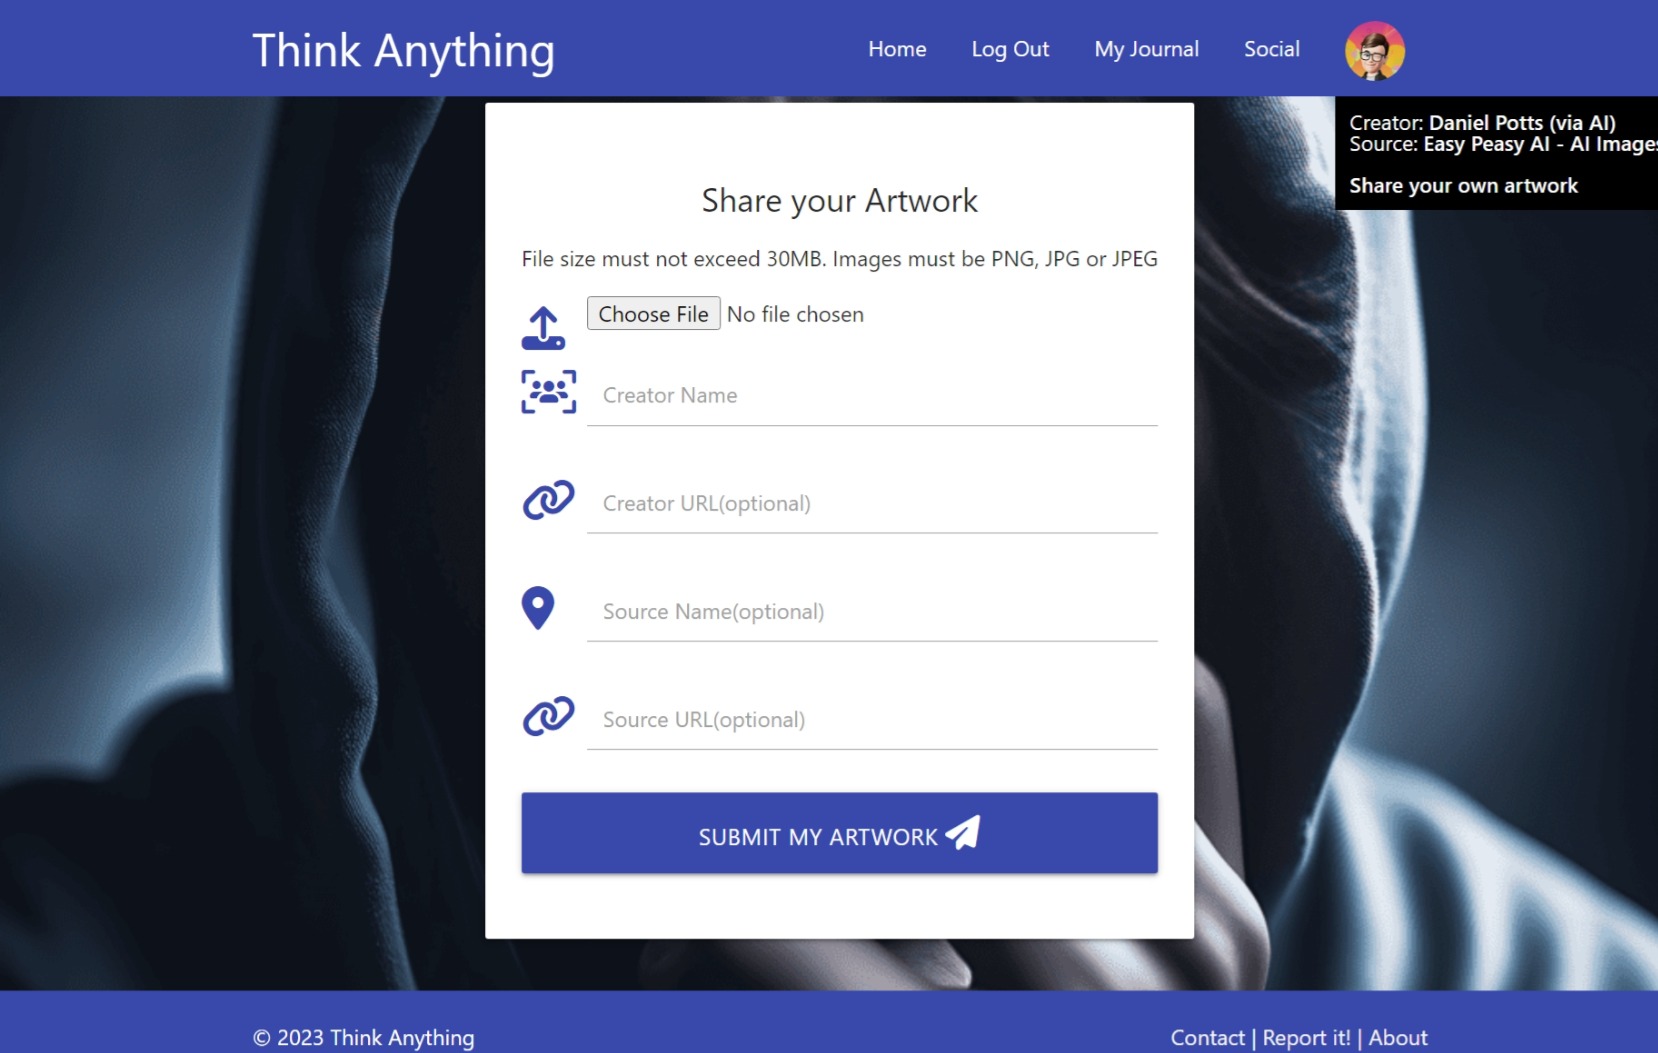 Think Anything
Home Log Out My Journal Social
Creator: Daniel Potts (via AI)
Source: Easy Peasy AI - AI Images
Share your own artwork
Share your Artwork
File size must not exceed 30MB. Images must be PNG, JPG or JPEG
Choose File No file chosen
Creator Name
Creator URL(optional)
Source Name(optional)
Source URL(optional)
SUBMIT MY ARTWORK
© 2023 Think Anything
Contact | Report it! | About